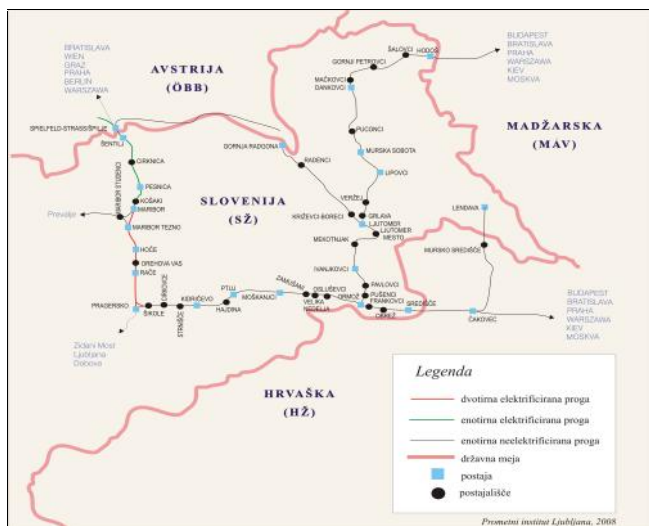 BRATISLAVA
WIEN
GRAZ
PRAHA
BERLIN
WARSZAWA
AVSTRIJA
(ÖBB)
GORNJI PETROVCI
ŠALOVCI
HODOŠ
BUDAPEST
BRATISLAVA
PRAHA
WARSZAWA
KIEV
MOSKVA
MAČKOVCI
DANKOVCI
MADŽARSKA
(MÁV)
SPIELFELD-STRASS/ŠPILJE
ŠENTILJ
PUCONCI
GORNJA RADGONA
MURSKA SOBOTA
CIRKNICA
RADENCI
LIPOVCI
PESNICA
SLOVENIJA
(SŽ)
MARIBOR STUDENCI
KOŠAKI
MARIBOR
Prevalje
MARIBOR TEZNO
VERŽEJ
KRIŽEVCI-BORECI
GRLAVA
LJUTOMER
LJUTOMER
MESTO
LENDAVA
HOČE
MEKOTNJAK
MURSKO SREDIŠČE
OREHOVA VAS
RAČE
IVANJKOVCI
PAVLOVCI
PUŠENCI
FRANKOVCI
PRAGERSKO
ŠIKOLE
CIRKOVCE
STRNIŠČE
KIDRIČEVO
HAJDINA
PTUJ
MOŠKANJCI
ZAMUŠANI
VELIKA
NEDELJA
OSLUŠEVCI
ORMOŽ
OBREŽ
SREDIŠČE
ČAKOVEC
BUDAPEST
BRATISLAVA
PRAHA
WARSZAWA
KIEV
MOSKVA
Zidani Most
Ljubljana
Dobova
HRVAŠKA
(HŽ)
Legenda
dvotirna elektrificirana proga
enotirna elektrificirana proga
enotirna neelektrificirana proga
državna meja
postaja
postajališče
Prometni institut Ljubljana, 2008